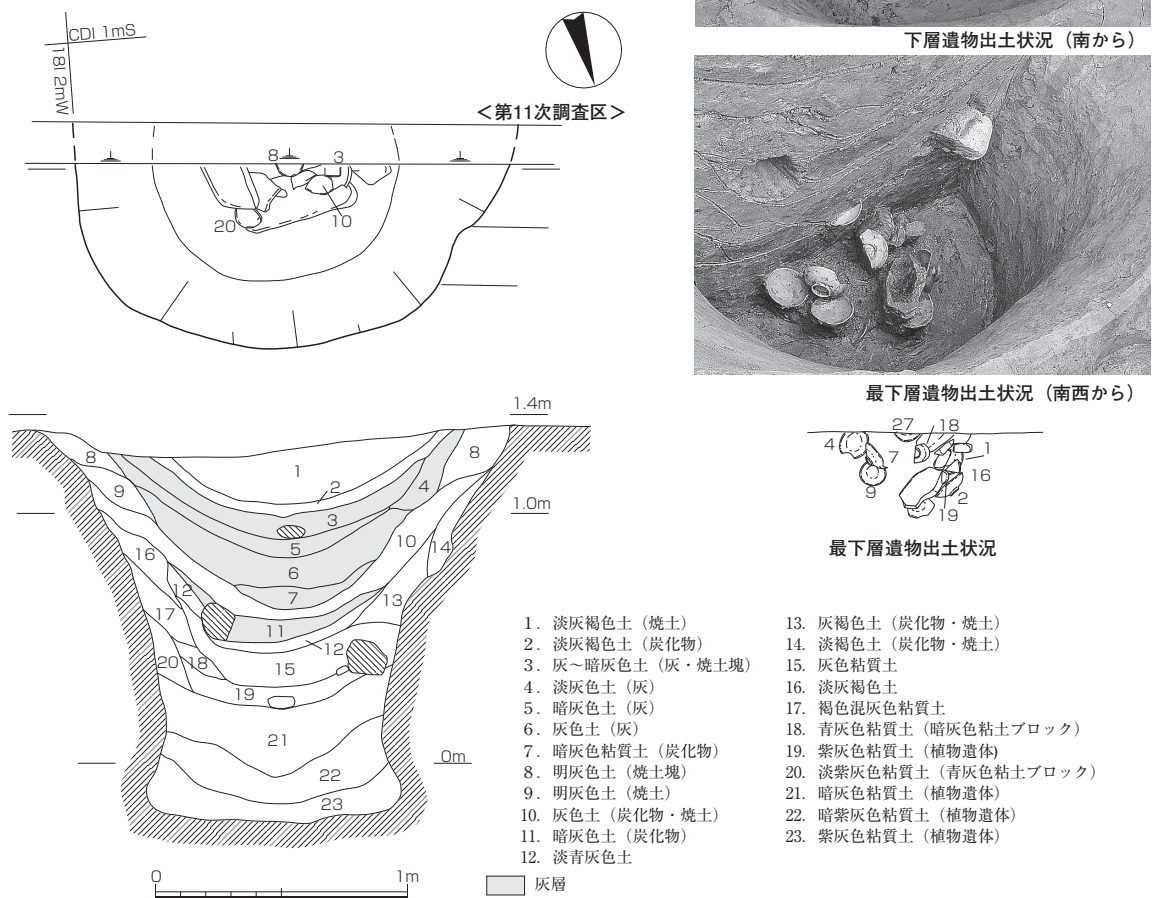 CDI 1mS
18I 2mW
＜第11次調査区＞
8
3
20
10
下層遺物出土状況（南から）
最下層遺物出土状況（南西から）
27
18
4
7
1
9
16
2
19
最下層遺物出土状況
1.4m
8
1
8
2
4
9
3
1.0m
5
10
14
16
6
12
7
13
17
11
12
20
18
15
19
21
0m
22
23
0
1m
1. 淡灰褐色土（焼土）
2. 淡灰褐色土（炭化物）
3. 灰～暗灰色土（灰・焼土塊）
4. 淡灰色土（灰）
5. 暗灰色土（灰）
6. 灰色土（灰）
7. 暗灰色粘質土（炭化物）
8. 明灰色土（焼土塊）
9. 明灰色土（焼土）
10. 灰色土（炭化物・焼土）
11. 暗灰色土（炭化物）
12. 淡青灰色土
灰層
13. 灰褐色土（炭化物・焼土）
14. 淡褐色土（炭化物・焼土）
15. 灰色粘質土
16. 淡灰褐色土
17. 褐色混灰色粘質土
18. 青灰色粘質土（暗灰色粘土ブロック）
19. 紫灰色粘質土（植物遺体)
20. 淡紫灰色粘質土（青灰色粘土ブロック）
21. 暗灰色粘質土（植物遺体）
22. 暗紫灰色粘質土（植物遺体）
23. 紫灰色粘質土（植物遺体）